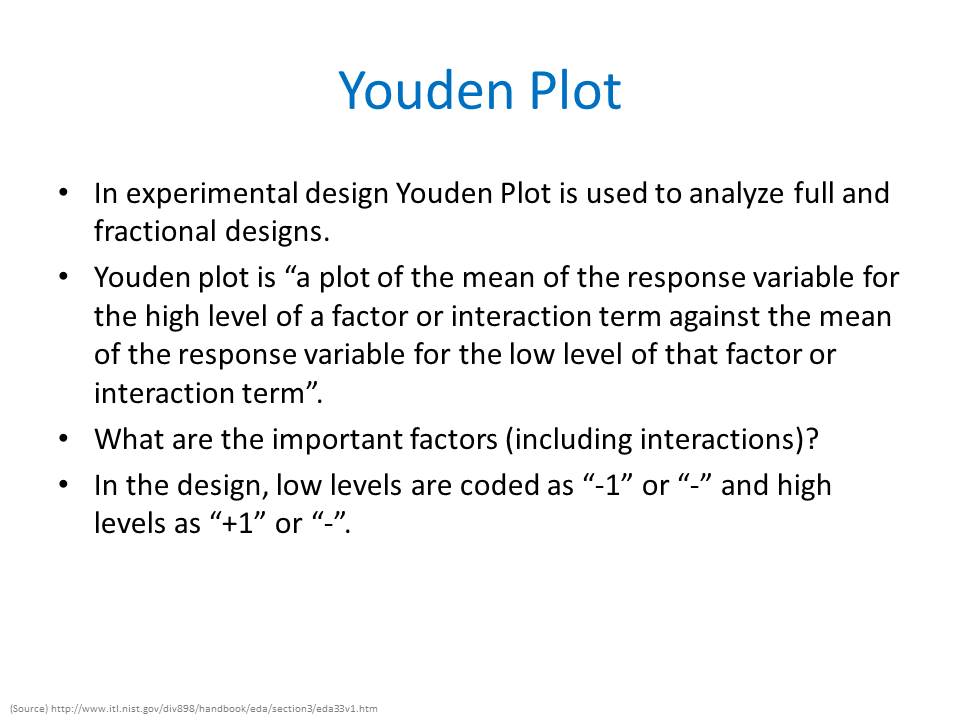 Youden Plot
• In experimental design Youden Plot is used to analyze full and
fractional designs.
• Youden plot is “a plot of the mean of the response variable for
the high level of a factor or interaction term against the mean
of the response variable for the low level of that factor or
interaction term”.
• What are the important factors (including interactions)?
• In the design, low levels are coded as “-1” or “-” and high
levels as “+1” or “-”.
(Source) http://www.itl.nist.gov/div898/handbook/eda/section3/eda33v1.htm